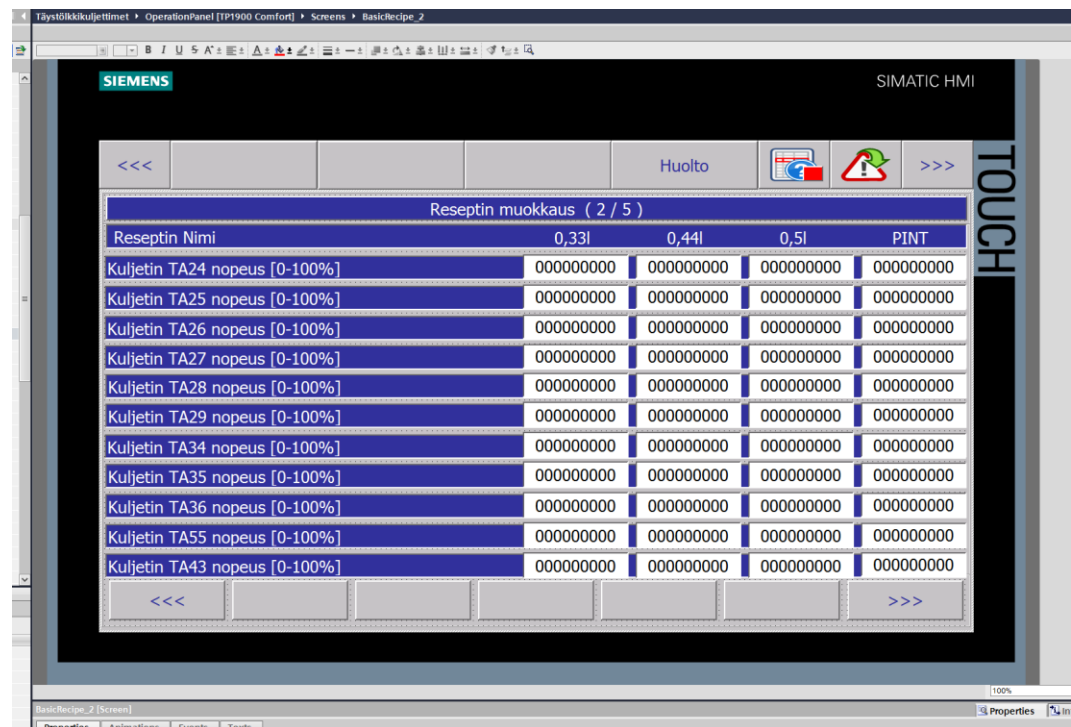 Täystölkkikuljettimet ▸ OperationPanel [TP1900 Comfort] ▸ Screens ▸ BasicRecipe_2
B I U S A
SIEMENS
SIMATIC HMI
TOUCH
<<< Huolto >>>
Reseptin muokkaus ( 2 / 5 )
Reseptin Nimi 0,33l 0,44l 0,5l PINT
Kuljetin TA24 nopeus [0-100%] 000000000 000000000 000000000 000000000
Kuljetin TA25 nopeus [0-100%] 000000000 000000000 000000000 000000000
Kuljetin TA26 nopeus [0-100%] 000000000 000000000 000000000 000000000
Kuljetin TA27 nopeus [0-100%] 000000000 000000000 000000000 000000000
Kuljetin TA28 nopeus [0-100%] 000000000 000000000 000000000 000000000
Kuljetin TA29 nopeus [0-100%] 000000000 000000000 000000000 000000000
Kuljetin TA34 nopeus [0-100%] 000000000 000000000 000000000 000000000
Kuljetin TA35 nopeus [0-100%] 000000000 000000000 000000000 000000000
Kuljetin TA36 nopeus [0-100%] 000000000 000000000 000000000 000000000
Kuljetin TA55 nopeus [0-100%] 000000000 000000000 000000000 000000000
Kuljetin TA43 nopeus [0-100%] 000000000 000000000 000000000 000000000
<<< >>>
100%
BasicRecipe_2 [Screen]
Properties
Properties Animations Events Texts